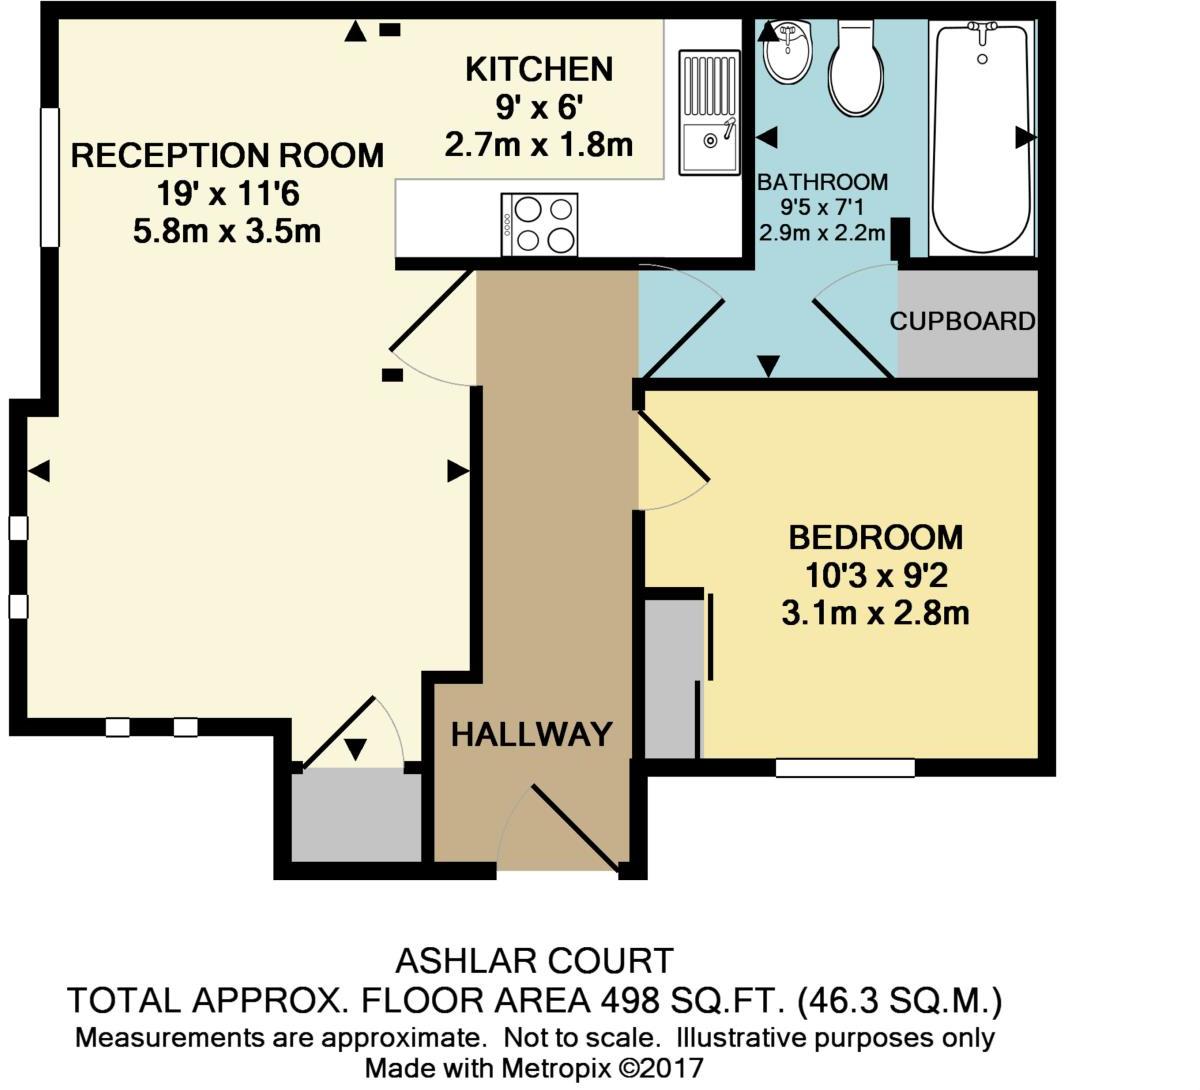 KITCHEN
9' x 6'
2.7m x 1.8m
RECEPTION ROOM
19' x 11'6
5.8m x 3.5m
BATHROOM
9'5 x 7'1
2.9m x 2.2m
CUPBOARD
BEDROOM
10'3 x 9'2
3.1m x 2.8m
HALLWAY
ASHLAR COURT
TOTAL APPROX. FLOOR AREA 498 SQ.FT. (46.3 SQ.M.)
Measurements are approximate. Not to scale. Illustrative purposes only
Made with Metropix ©2017